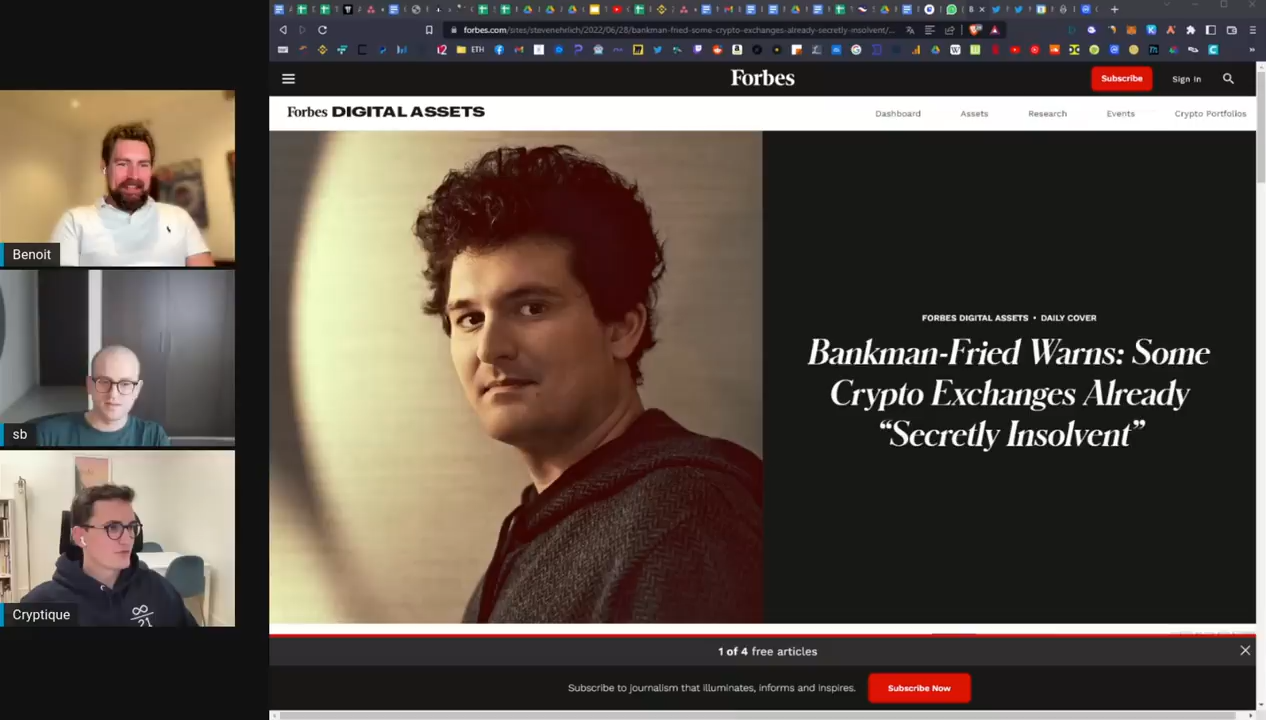 forbes.com/sites/stevenehrlich/2022/06/28/bankman-fried-some-crypto-exchanges-already-secretly-insolvent/...
ETH
Forbes
Subscribe
Sign In
Forbes DIGITAL ASSETS
Dashboard
Assets
Research
Events
Crypto Portfolios
Benoit
sb
Cryptique
∞
21
FORBES DIGITAL ASSETS • DAILY COVER
Bankman-Fried Warns: Some
Crypto Exchanges Already
“Secretly Insolvent”
1 of 4 free articles
Subscribe to journalism that illuminates, informs and inspires.
Subscribe Now